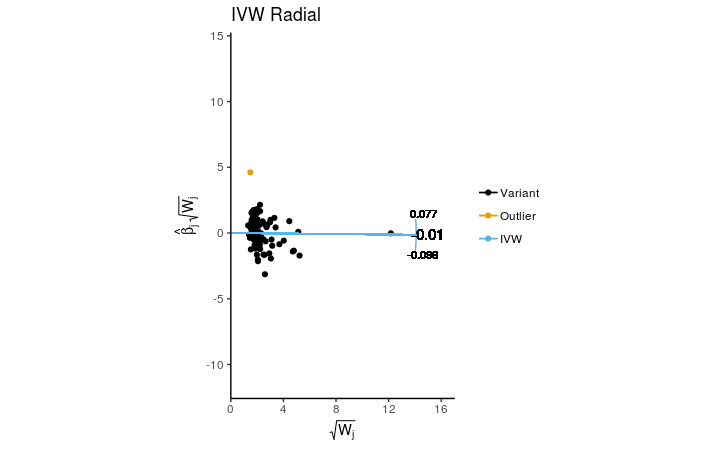 IVW Radial
15
10
5
0
-5
-10
β̂j√Wj
0.077
-0.01
-0.098
Variant
Outlier
IVW
0 4 8 12 16
√Wj